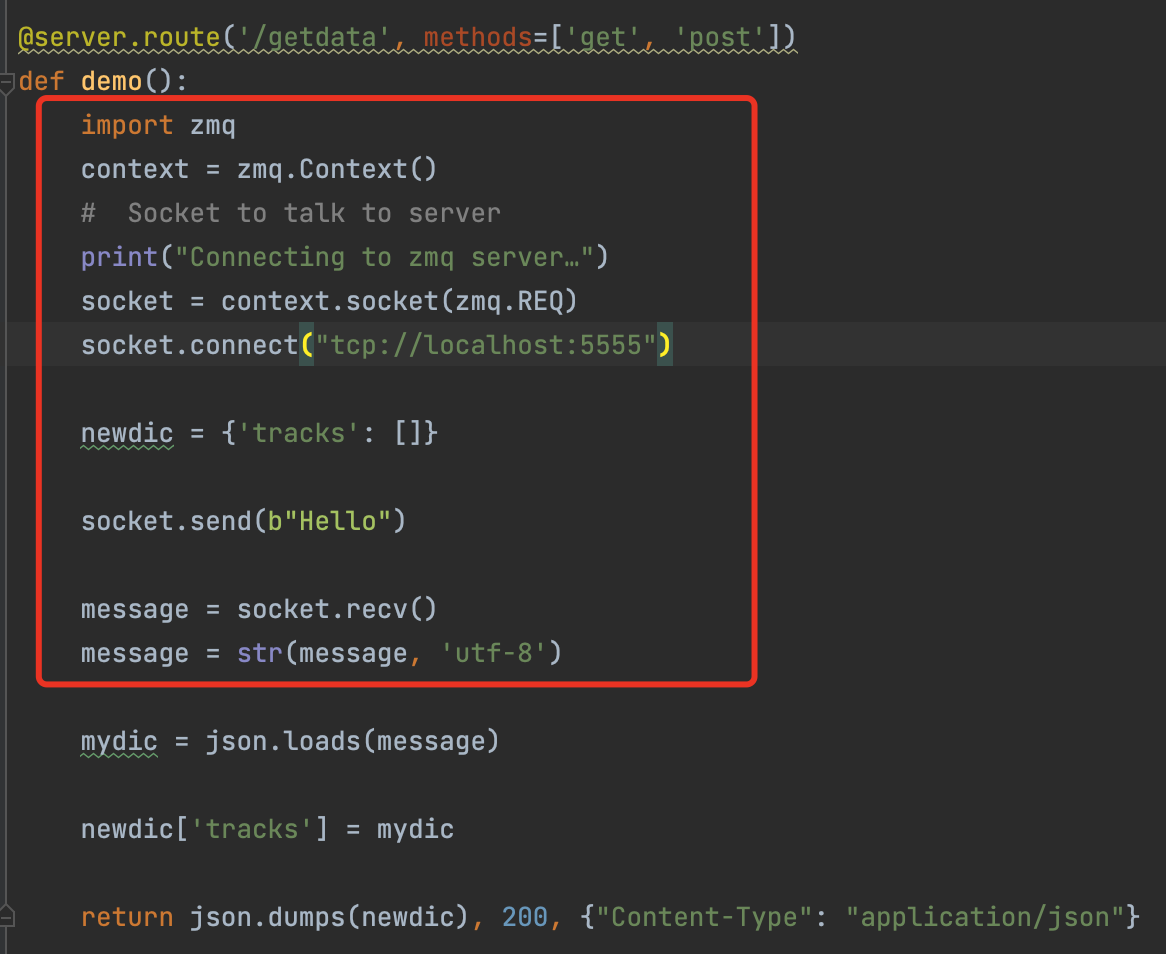 @server.route('/getdata', methods=['get', 'post'])
def demo():
    import zmq
    context = zmq.Context()
    #  Socket to talk to server
    print("Connecting to zmq server…")
    socket = context.socket(zmq.REQ)
    socket.connect("tcp://localhost:5555")
    newdic = {'tracks': []}
    socket.send(b"Hello")
    message = socket.recv()
    message = str(message, 'utf-8')
    mydic = json.loads(message)
    newdic['tracks'] = mydic
    return json.dumps(newdic), 200, {"Content-Type": "application/json"}